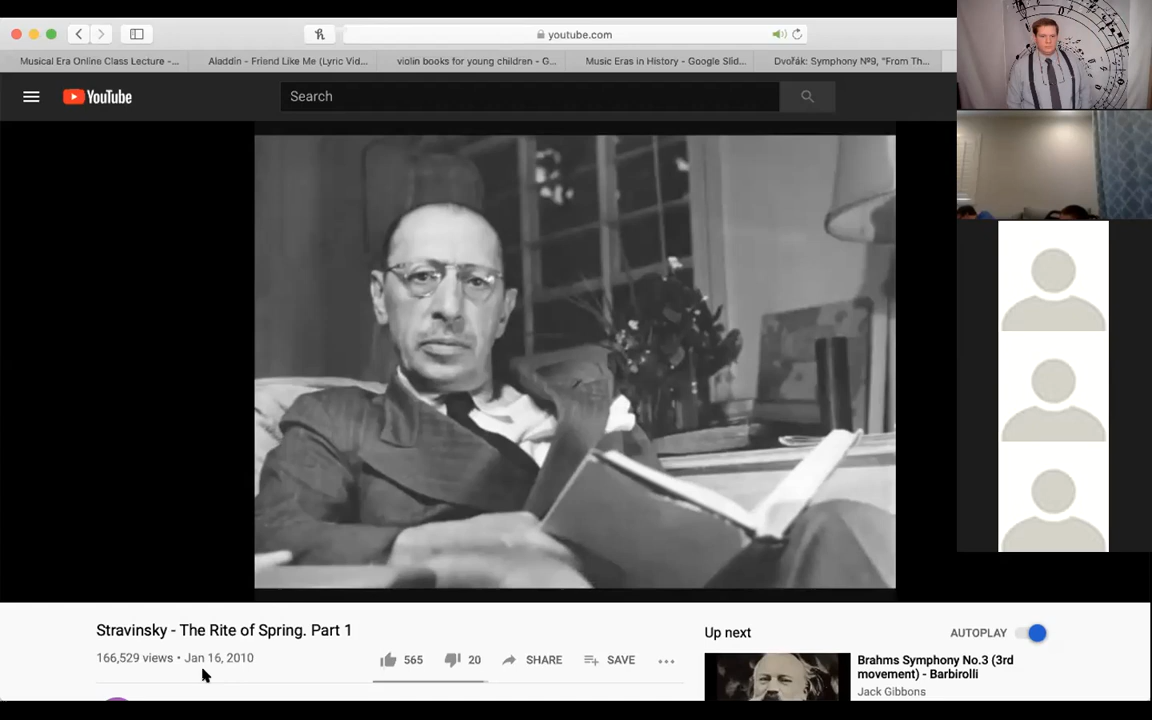 youtube.com
Musical Era Online Class Lecture -... Aladdin - Friend Like Me (Lyric Vid... violin books for young children - G... Music Eras in History - Google Slid... Dvořák: Symphony Nº9, "From Th...
YouTube
Search
Stravinsky - The Rite of Spring. Part 1
166,529 views • Jan 16, 2010
565 20 SHARE SAVE
Up next
AUTOPLAY
Brahms Symphony No.3 (3rd
movement) - Barbirolli
Jack Gibbons